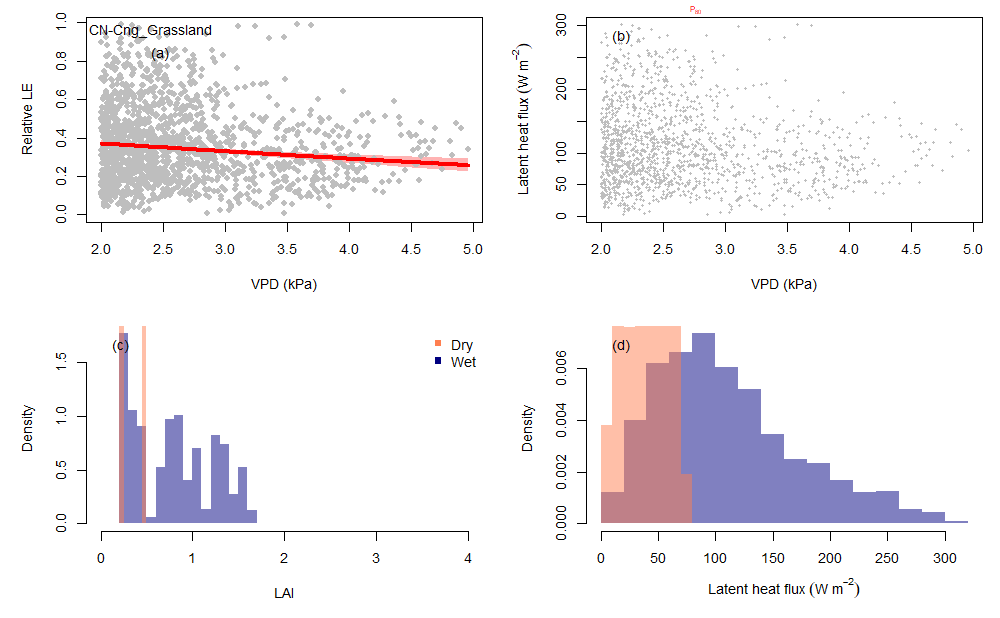 CN-Cng_Grassland
(a)
Relative LE
0.0 0.2 0.4 0.6 0.8 1.0
2.0 2.5 3.0 3.5 4.0 4.5 5.0
VPD (kPa)
(b)
Latent heat flux (W m⁻²)
0 50 100 200 300
2.0 2.5 3.0 3.5 4.0 4.5 5.0
VPD (kPa)
(c)
Dry
Wet
Density
0.0 0.5 1.0 1.5
0 1 2 3 4
LAI
(d)
Density
0.000 0.002 0.004 0.006
0 50 100 150 200 250 300
Latent heat flux (W m⁻²)